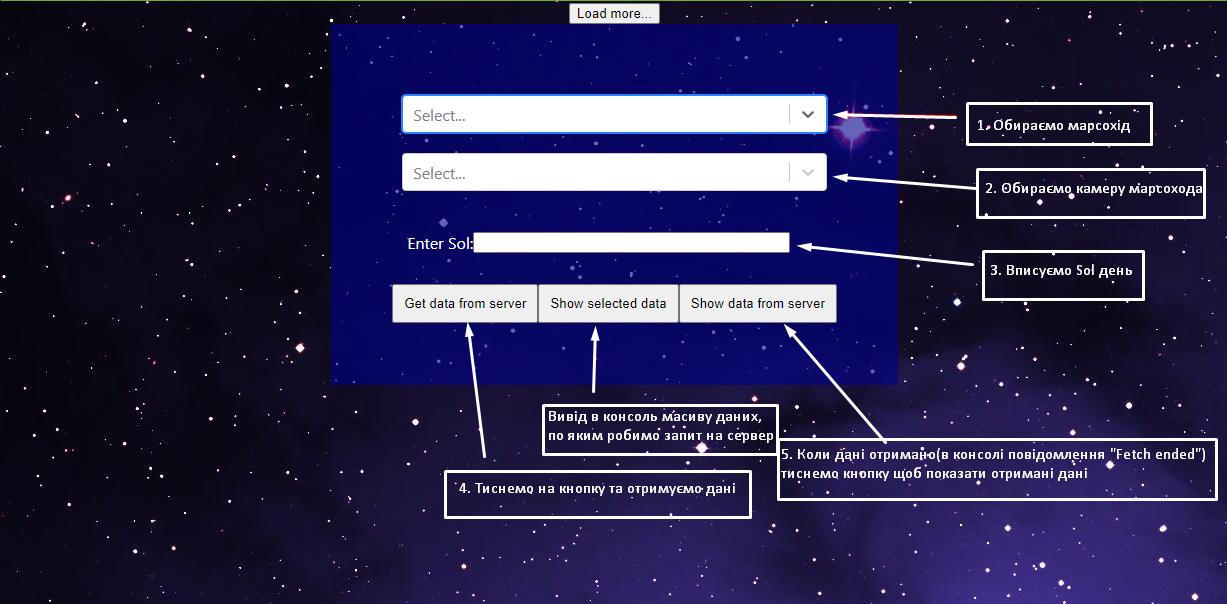 Load more...
Select...
1. Обираємо марсохід
Select...
2. Обираємо камеру марсохода
Enter Sol:
3. Вписуємо Sol день
Get data from server
Show selected data
Show data from server
Вивід в консоль масиву даних,
по яким робимо запит на сервер
5. Коли дані отримано(в консолі повідомлення "Fetch ended")
тиснемо кнопку щоб показати отримані дані
4. Тиснемо на кнопку та отримуємо дані